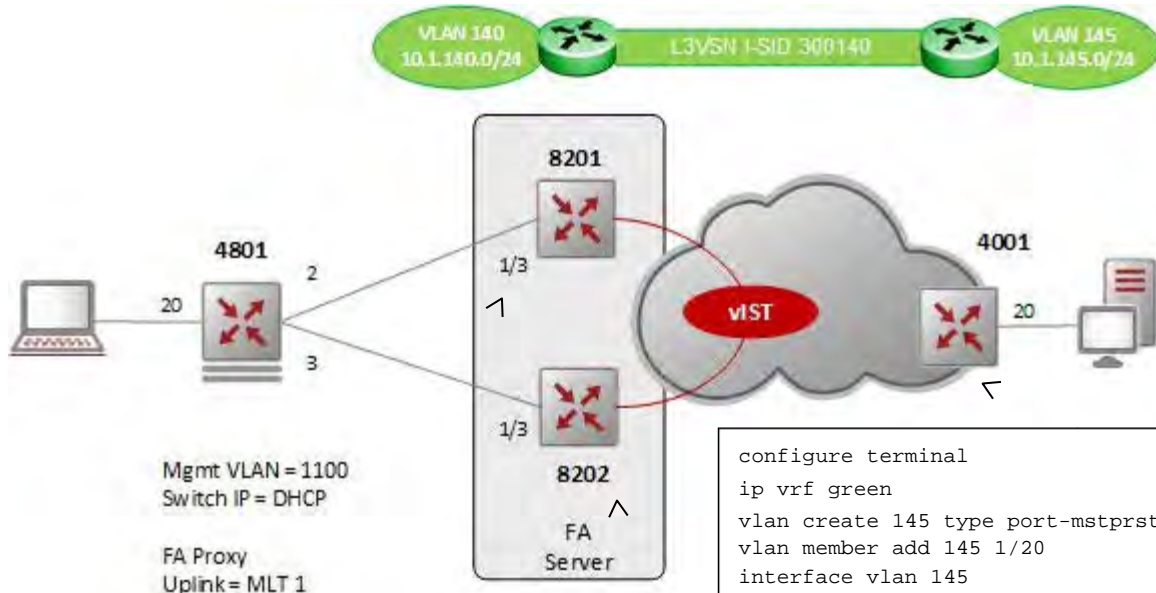 VLAN 140
10.1.140.0/24
L3VSN I-SID 300140
VLAN 145
10.1.145.0/24
8201
4801
4001
2
1/3
20
vIST
20
3
1/3
8202
FA
Server
Mgmt VLAN = 1100
Switch IP = DHCP
FA Proxy
Uplink = MLT 1
configure terminal
ip vrf green
vlan create 145 type port-mstprst
vlan member add 145 1/20
interface vlan 145